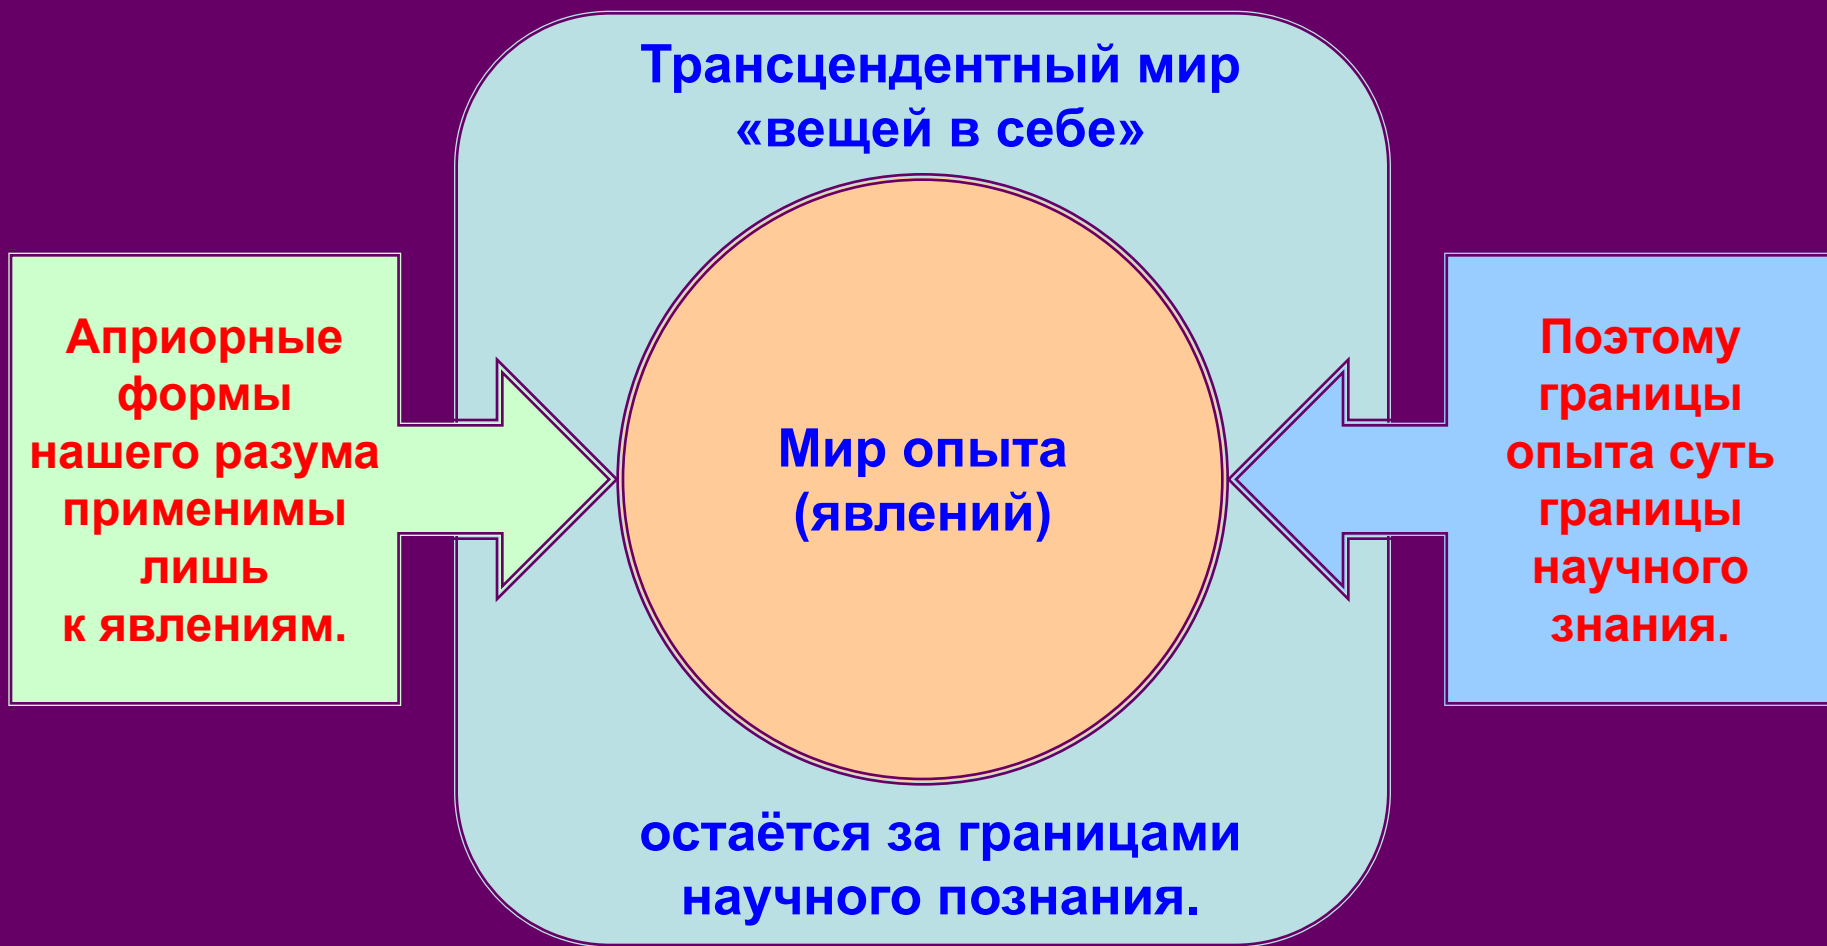 Трансцендентный мир
«вещей в себе»
Априорные
формы
нашего разума
применимы
лишь
к явлениям.
Мир опыта
(явлений)
Поэтому
границы
опыта суть
границы
научного
знания.
остаётся за границами
научного познания.